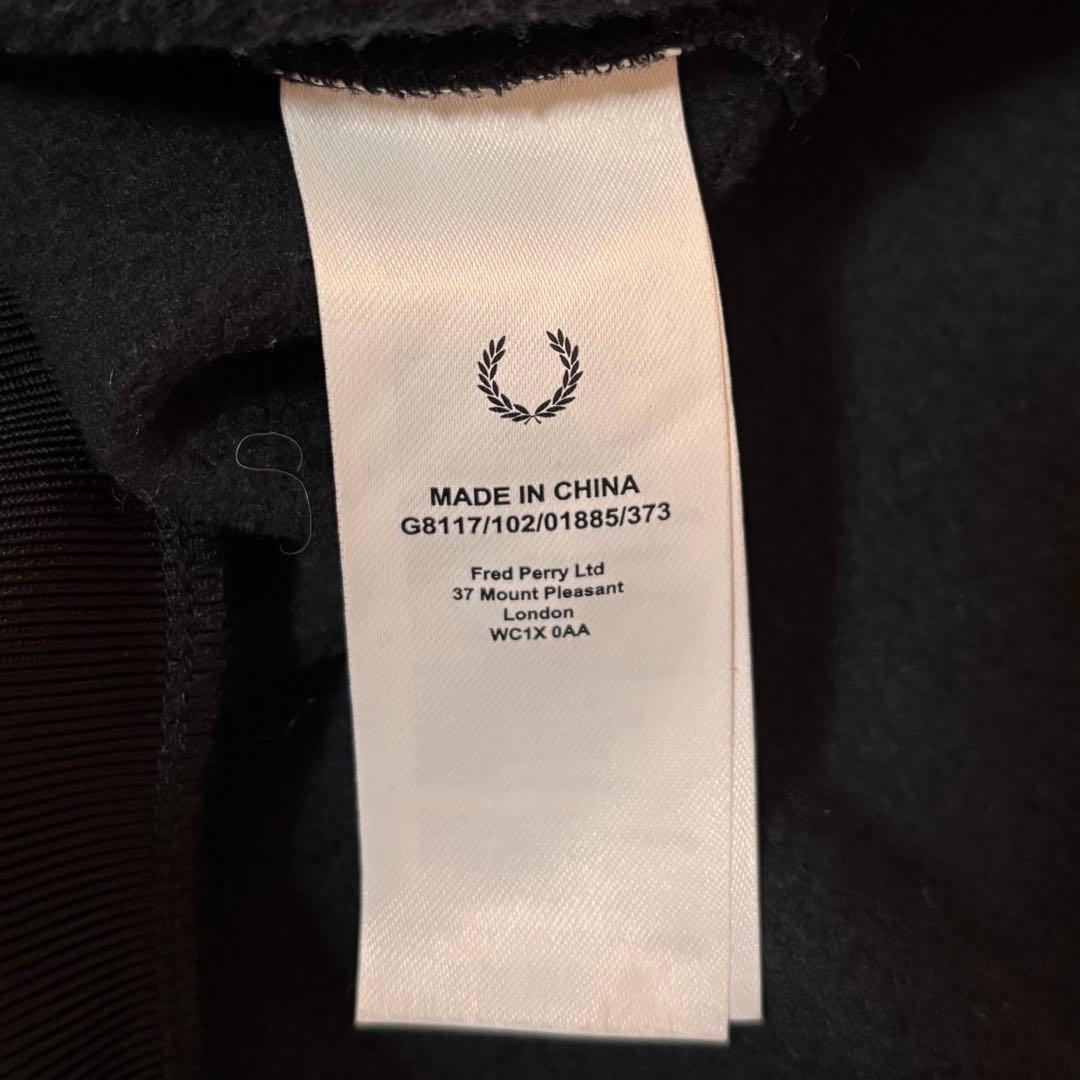 MADE IN CHINA
G8117/102/01885/373
Fred Perry Ltd
37 Mount Pleasant
London
WC1X 0AA